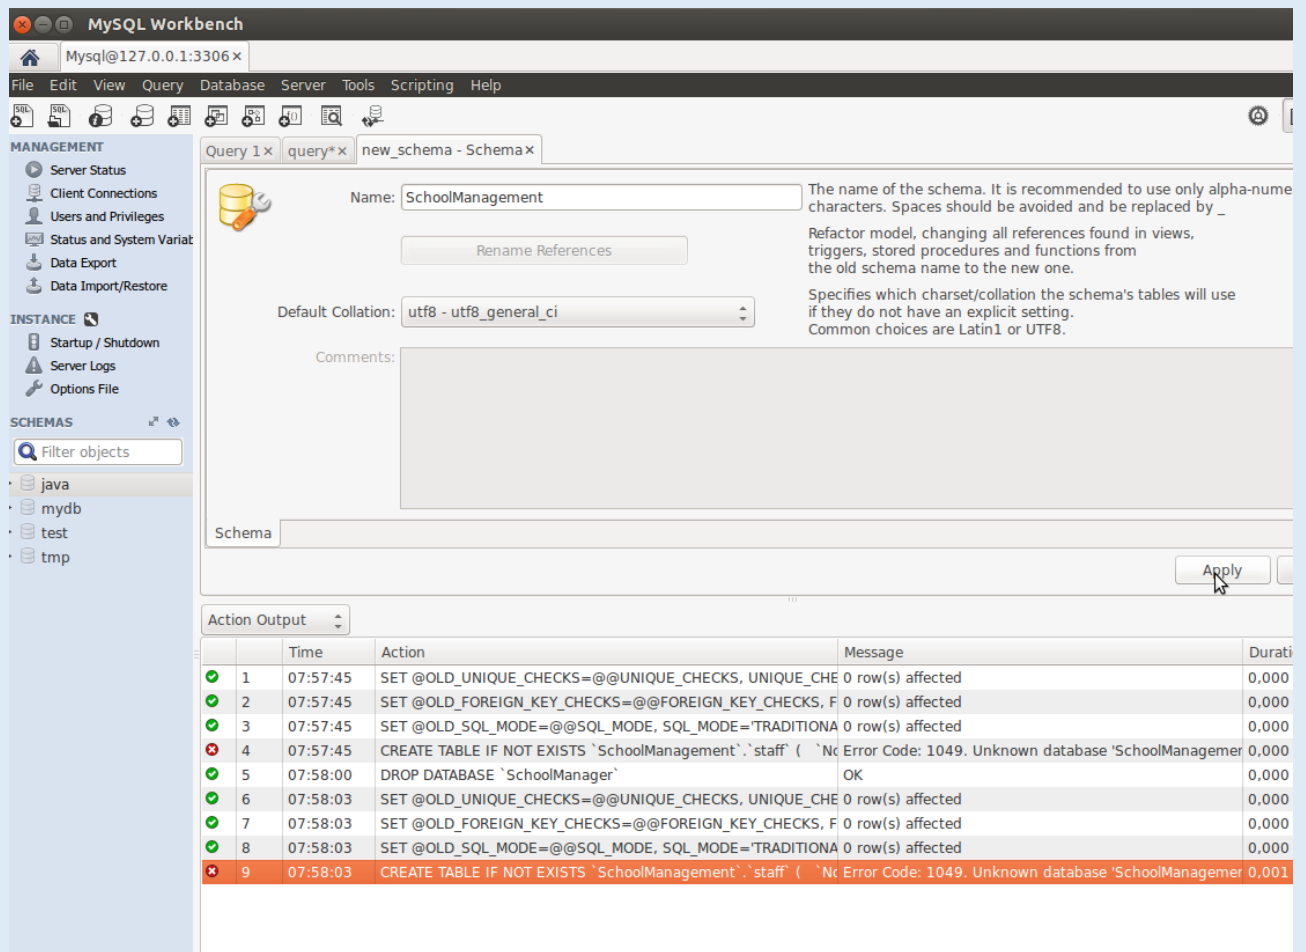 MySQL Workbench
Mysql@127.0.0.1:3306
File Edit View Query Database Server Tools Scripting Help
MANAGEMENT
Server Status
Client Connections
Users and Privileges
Status and System Variab
Data Export
Data Import/Restore
INSTANCE
Startup / Shutdown
Server Logs
Options File
SCHEMAS
Filter objects
java
mydb
test
tmp
Query 1 query* new_schema - Schema
Name: SchoolManagement
The name of the schema. It is recommended to use only alpha-nume
characters. Spaces should be avoided and be replaced by _
Rename References
Refactor model, changing all references found in views,
triggers, stored procedures and functions from
the old schema name to the new one.
Default Collation: utf8 - utf8_general_ci
Specifies which charset/collation the schema's tables will use
if they do not have an explicit setting.
Common choices are Latin1 or UTF8.
Comments:
Schema
Apply
Action Output
Time Action Message Durati
1 07:57:45 SET @OLD_UNIQUE_CHECKS=@@UNIQUE_CHECKS, UNIQUE_CHE 0 row(s) affected 0,000
2 07:57:45 SET @OLD_FOREIGN_KEY_CHECKS=@@FOREIGN_KEY_CHECKS, F 0 row(s) affected 0,000
3 07:57:45 SET @OLD_SQL_MODE=@@SQL_MODE, SQL_MODE='TRADITIONA 0 row(s) affected 0,000
4 07:57:45 CREATE TABLE IF NOT EXISTS `SchoolManagement`.`staff` ( `No Error Code: 1049. Unknown database 'SchoolManagemer 0,000
5 07:58:00 DROP DATABASE `SchoolManager` OK 0,000
6 07:58:03 SET @OLD_UNIQUE_CHECKS=@@UNIQUE_CHECKS, UNIQUE_CHE 0 row(s) affected 0,000
7 07:58:03 SET @OLD_FOREIGN_KEY_CHECKS=@@FOREIGN_KEY_CHECKS, F 0 row(s) affected 0,000
8 07:58:03 SET @OLD_SQL_MODE=@@SQL_MODE, SQL_MODE='TRADITIONA 0 row(s) affected 0,000
9 07:58:03 CREATE TABLE IF NOT EXISTS `SchoolManagement`.`staff` ( `No Error Code: 1049. Unknown database 'SchoolManagemer 0,001